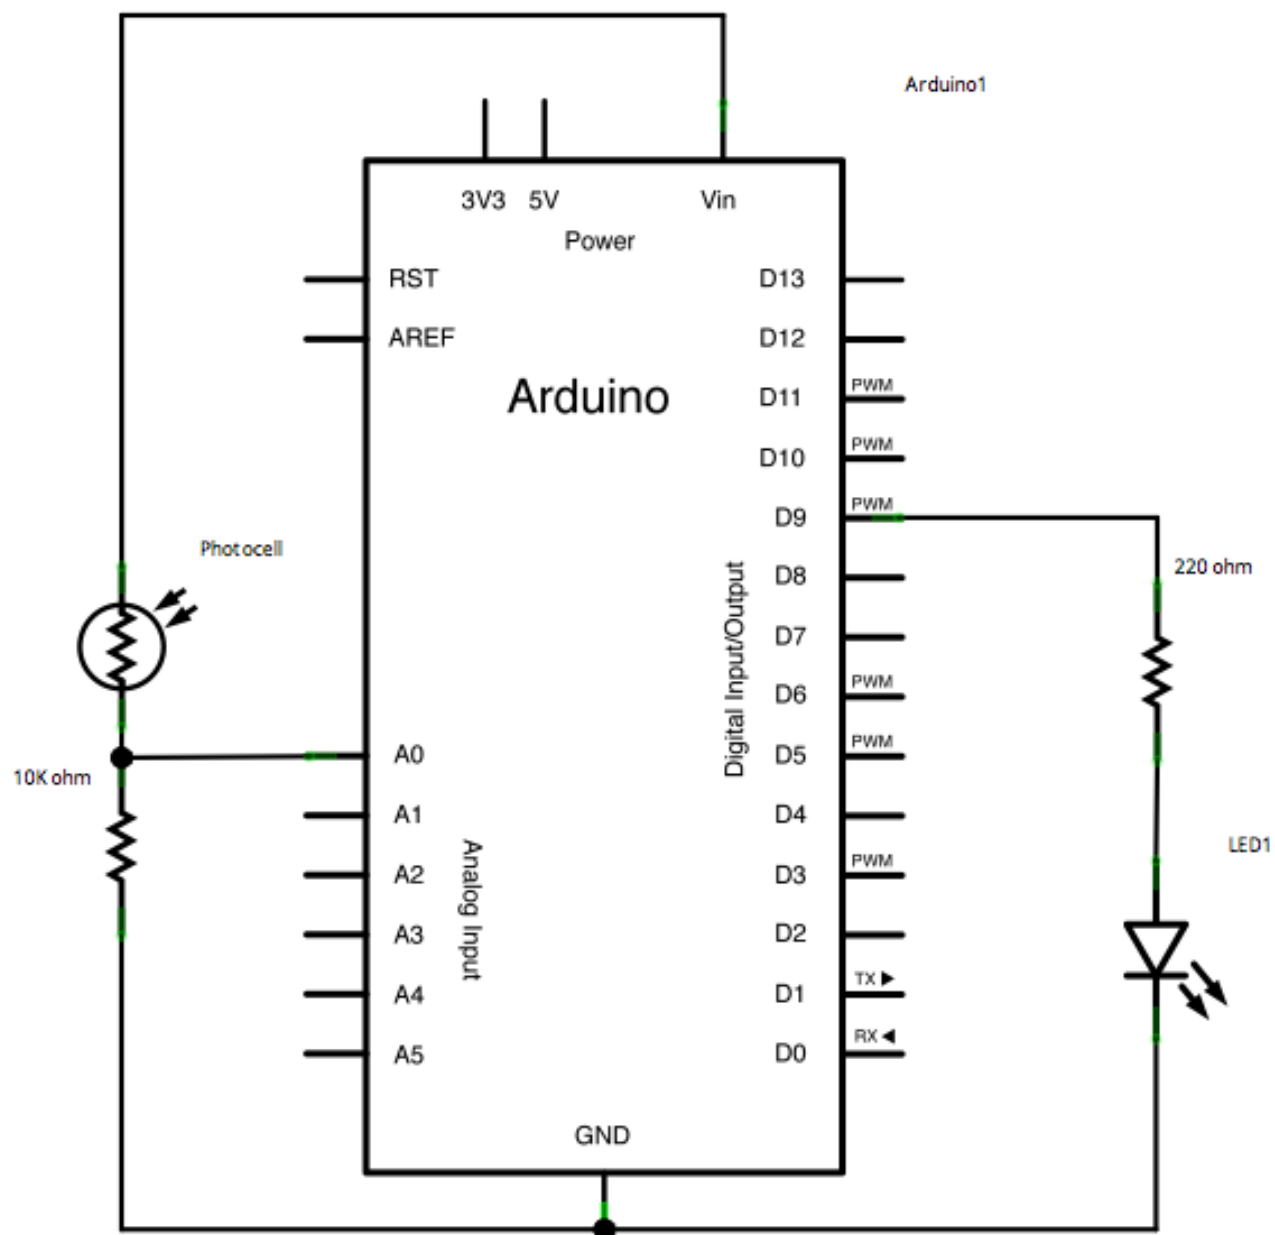 Arduino1
3V3 5V Vin
Power
RST
AREF
Arduino
D13
D12
D11 PWM
D10 PWM
D9 PWM
D8
D7
D6 PWM
D5 PWM
D4
D3 PWM
D2
D1 TX
D0 RX
Digital Input/Output
Photocell
10K ohm
A0
A1
A2
A3
A4
A5
Analog Input
GND
220 ohm
LED1